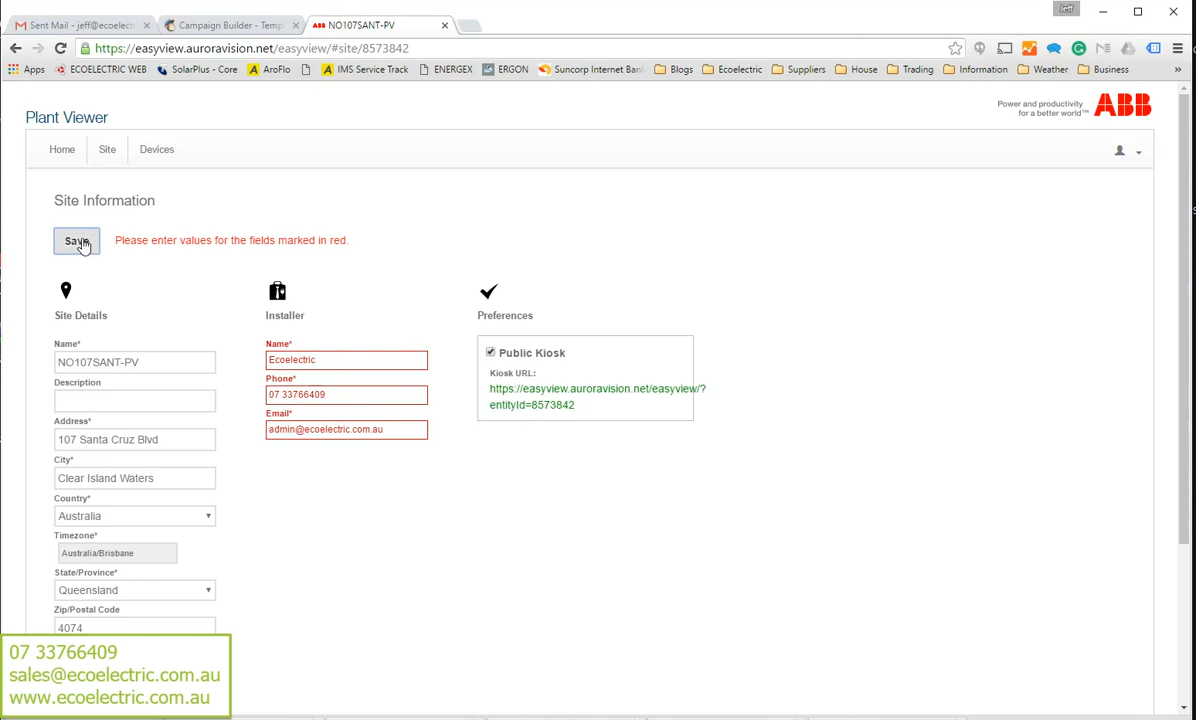 Jeff
Sent Mail - jeff@ecoelect
Campaign Builder - Temp
ABB NO107SANT-PV
https://easyview.auroravision.net/easyview/#site/8573842
Apps
ECOELECTRIC WEB
SolarPlus - Core
AroFlo
IMS Service Track
ENERGEX
ERGON
Suncorp Internet Ban
Blogs
Ecoelectric
Suppliers
House
Trading
Information
Weather
Business
»
Power and productivity
for a better world™
ABB
Plant Viewer
Home
Site
Devices
Site Information
Save
Please enter values for the fields marked in red.
Site Details
Name*
NO107SANT-PV
Description
Address*
107 Santa Cruz Blvd
City*
Clear Island Waters
Country*
Australia
Timezone*
Australia/Brisbane
State/Province*
Queensland
Zip/Postal Code
4074
Installer
Name*
Ecoelectric
Phone*
07 33766409
Email*
admin@ecoelectric.com.au
Preferences
Public Kiosk
Kiosk URL:
https://easyview.auroravision.net/easyview/?
entityId=8573842
07 33766409
sales@ecoelectric.com.au
www.ecoelectric.com.au